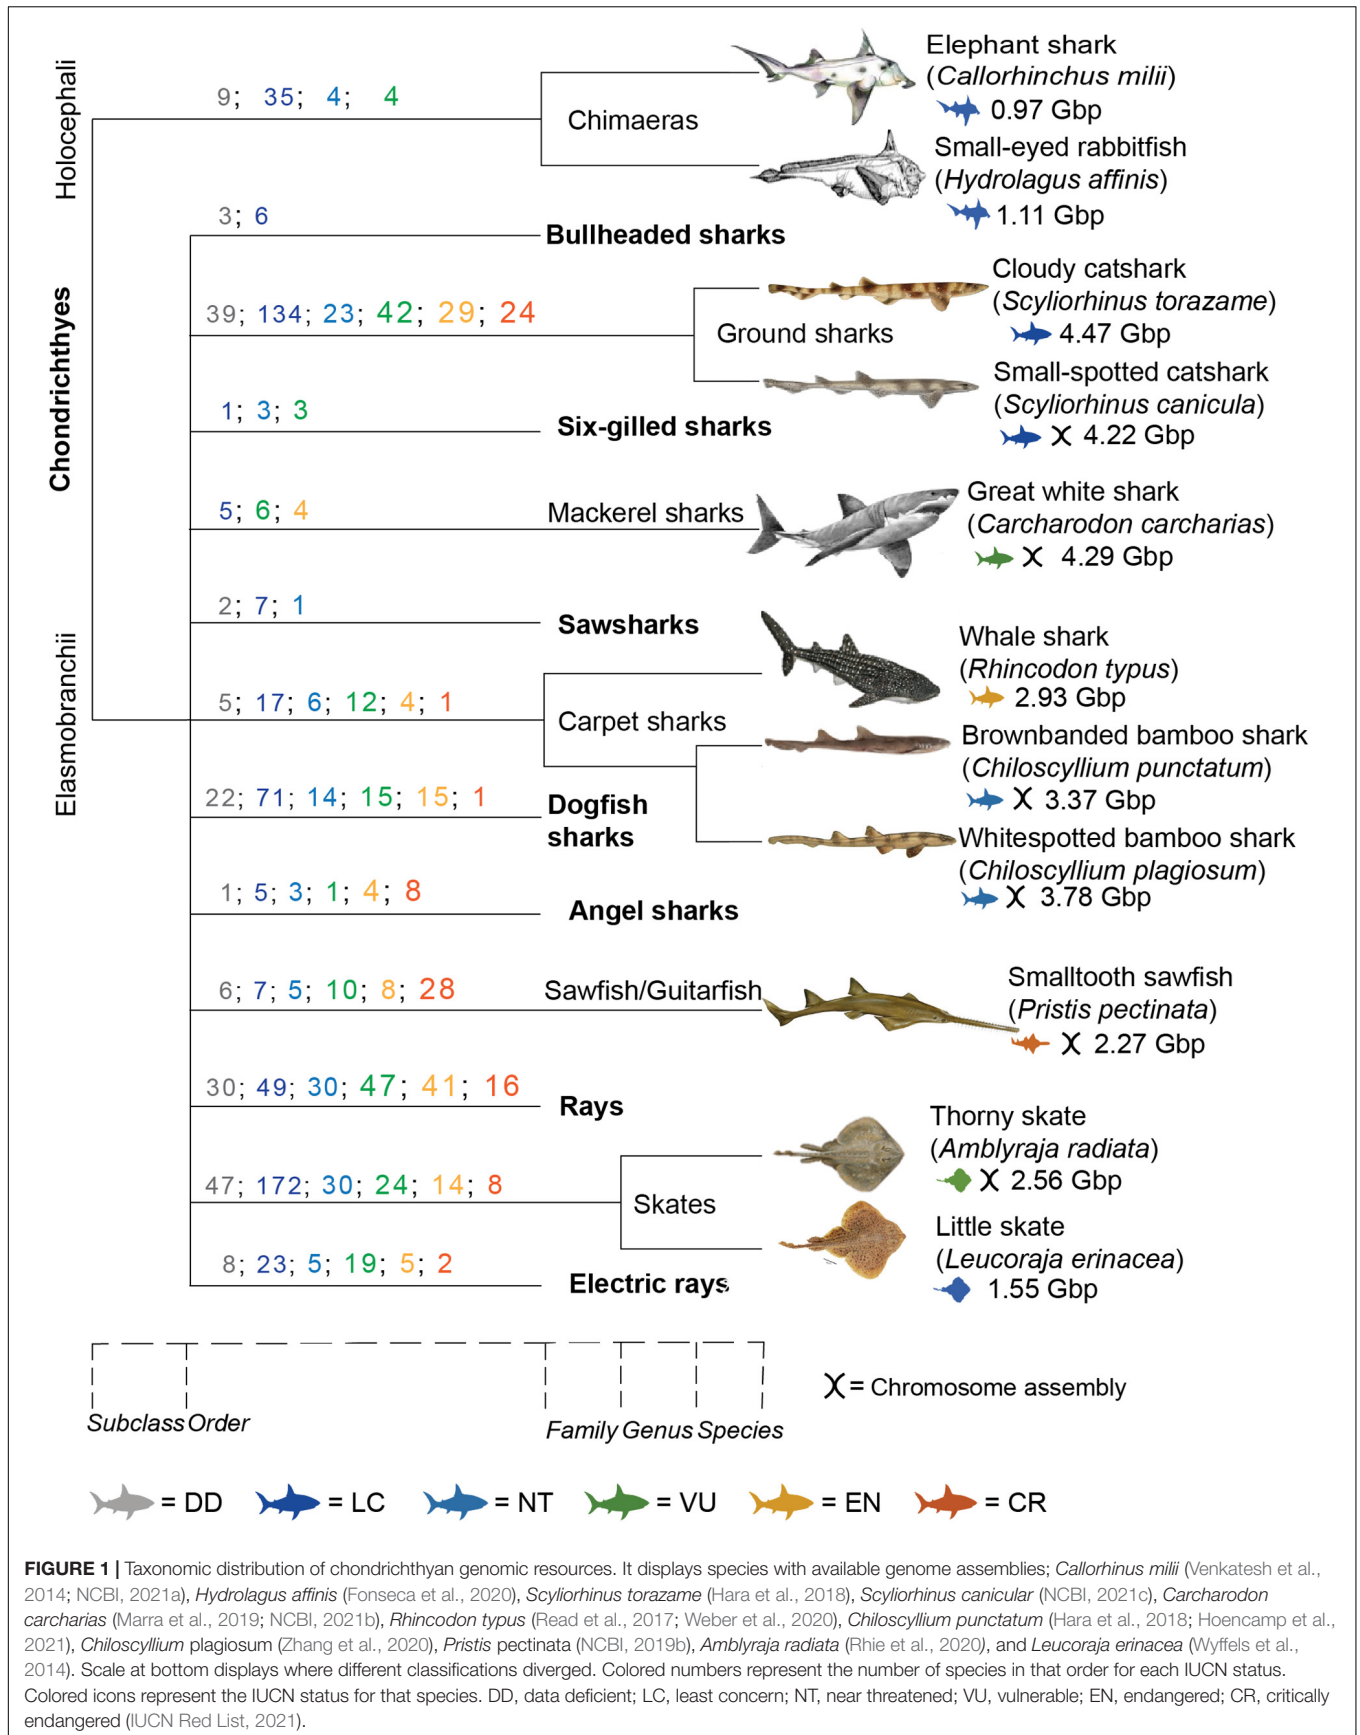 Holocephali
Chondrichthyes
Elasmobranchii
9; 35; 4; 4
Chimaeras
Elephant shark
(Callorhinchus milii)
0.97 Gbp
Small-eyed rabbitfish
(Hydrolagus affinis)
1.11 Gbp
3; 6
Bullheaded sharks
39; 134; 23; 42; 29; 24
Ground sharks
Cloudy catshark
(Scyliorhinus torazame)
4.47 Gbp
Small-spotted catshark
(Scyliorhinus canicula)
4.22 Gbp
1; 3; 3
Six-gilled sharks
5; 6; 4
Mackerel sharks
Great white shark
(Carcharodon carcharias)
4.29 Gbp
2; 7; 1
Sawsharks
5; 17; 6; 12; 4; 1
Carpet sharks
Whale shark
(Rhincodon typus)
2.93 Gbp
Brownbanded bamboo shark
(Chiloscyllium punctatum)
3.37 Gbp
Whitespotted bamboo shark
(Chiloscyllium plagiosum)
3.78 Gbp
22; 71; 14; 15; 15; 1
Dogfish
sharks
1; 5; 3; 1; 4; 8
Angel sharks
6; 7; 5; 10; 8; 28
Sawfish/Guitarfish
Smalltooth sawfish
(Pristis pectinata)
2.27 Gbp
30; 49; 30; 47; 41; 16
Rays
47; 172; 30; 24; 14; 8
Skates
Thorny skate
(Amblyraja radiata)
2.56 Gbp
Little skate
(Leucoraja erinacea)
1.55 Gbp
8; 23; 5; 19; 5; 2
Electric rays
= Chromosome assembly
Subclass Order Family Genus Species
= DD = LC = NT = VU = EN = CR
FIGURE 1 | Taxonomic distribution of chondrichthyan genomic resources. It displays species with available genome assemblies; Callorhinus milii (Venkatesh et al.,
2014; NCBI, 2021a), Hydrolagus affinis (Fonseca et al., 2020), Scyliorhinus torazame (Hara et al., 2018), Scyliorhinus canicular (NCBI, 2021c), Carcharodon
carcharias (Marra et al., 2019; NCBI, 2021b), Rhincodon typus (Read et al., 2017; Weber et al., 2020), Chiloscyllium punctatum (Hara et al., 2018; Hoencamp et al.,
2021), Chiloscyllium plagiosum (Zhang et al., 2020), Pristis pectinata (NCBI, 2019b), Amblyraja radiata (Rhie et al., 2020), and Leucoraja erinacea (Wyffels et al.,
2014). Scale at bottom displays where different classifications diverged. Colored numbers represent the number of species in that order for each IUCN status.
Colored icons represent the IUCN status for that species. DD, data deficient; LC, least concern; NT, near threatened; VU, vulnerable; EN, endangered; CR, critically
endangered (IUCN Red List, 2021).